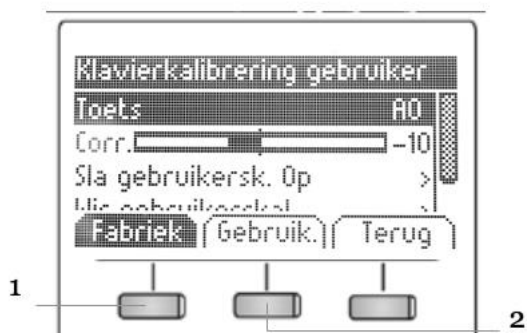 Klavierkalibrering gebruiker
Toets A0
Corr. -10
Sla gebruikersk. Op >
Fabriek Gebruik. Terug
1
2